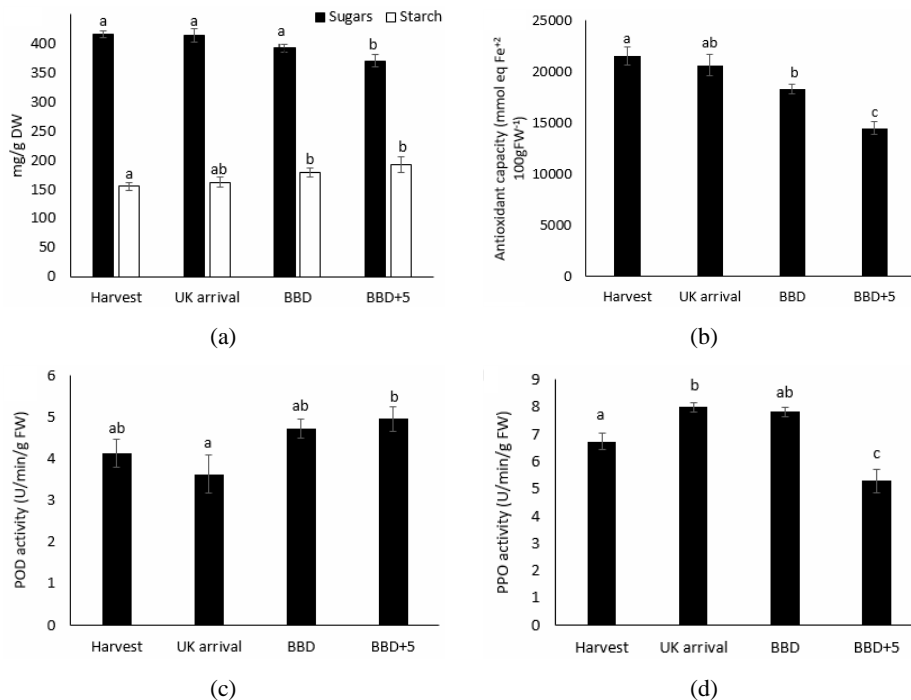 Sugars Starch
mg/g DW
400
350
300
250
200
150
100
50
0
a a a b
a ab b b
Harvest UK arrival BBD BBD+5
(a)
Antioxidant capacity (mmol eq Fe⁺²
100gFW⁻¹)
25000
20000
15000
10000
5000
0
a ab b c
Harvest UK arrival BBD BBD+5
(b)
POD activity (U/min/g FW)
6
5
4
3
2
1
0
ab a ab b
Harvest UK arrival BBD BBD+5
(c)
PPO activity (U/min/g FW)
9
8
7
6
5
4
3
2
1
0
a b ab c
Harvest UK arrival BBD BBD+5
(d)